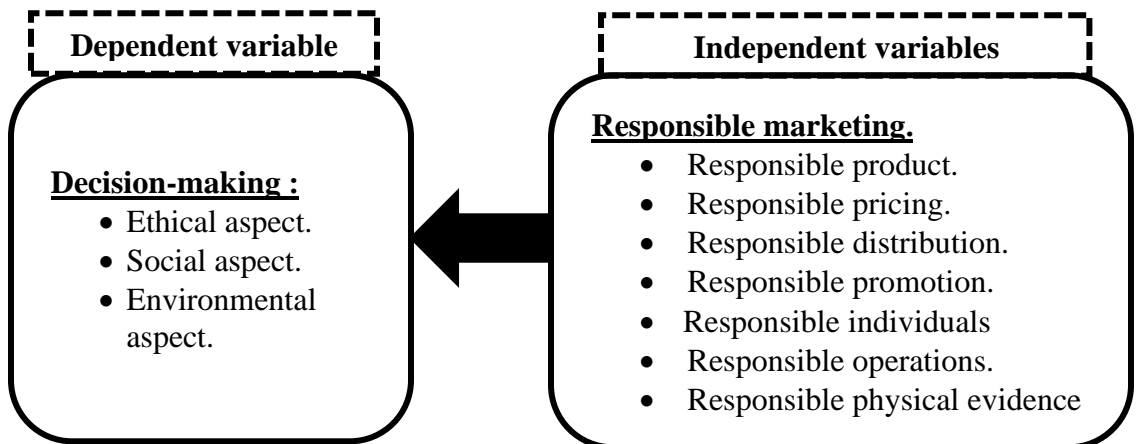 Dependent variable
Decision-making :
• Ethical aspect.
• Social aspect.
• Environmental
aspect.
Independent variables
Responsible marketing.
• Responsible product.
• Responsible pricing.
• Responsible distribution.
• Responsible promotion.
• Responsible individuals
• Responsible operations.
• Responsible physical evidence